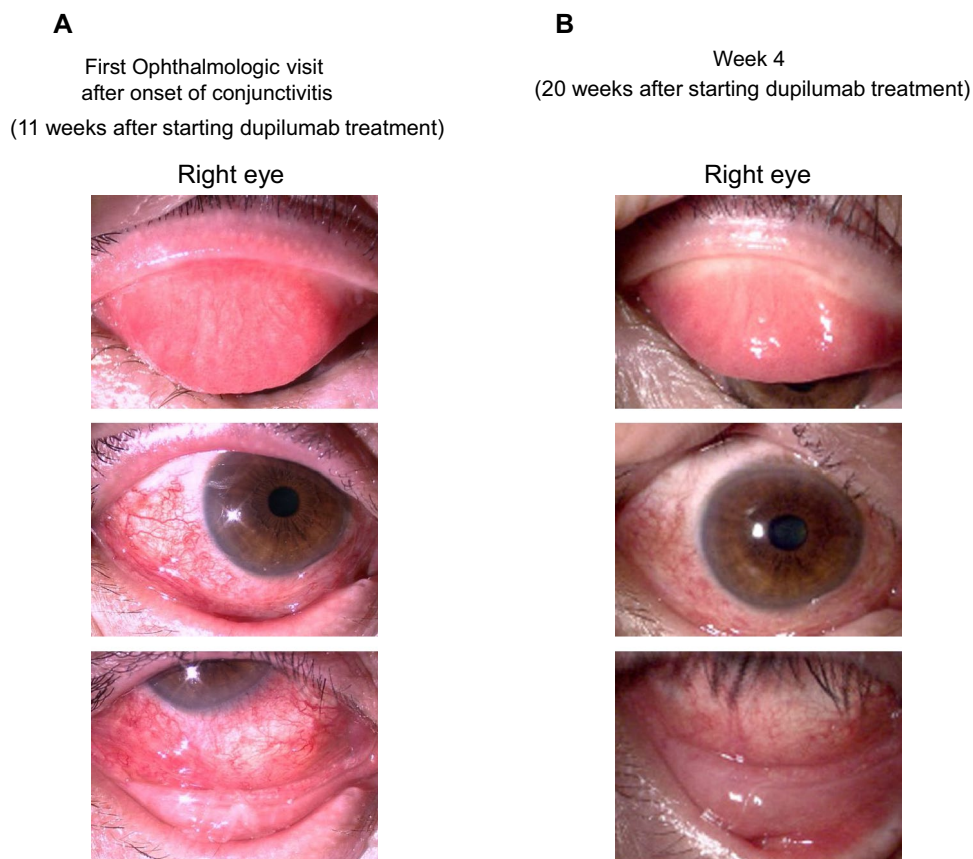 A
First Ophthalmologic visit
after onset of conjunctivitis
(11 weeks after starting dupilumab treatment)
Right eye
B
Week 4
(20 weeks after starting dupilumab treatment)
Right eye